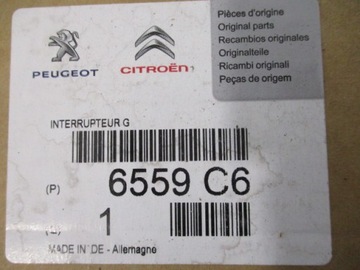 Pièces d'origine
Original parts
Recambios originales
Originalteile
Ricambi originali
Peças de origem
PEUGEOT CITROËN
INTERRUPTEUR G
(P) 6559 C6
1
MADE IN DE - Allemagne